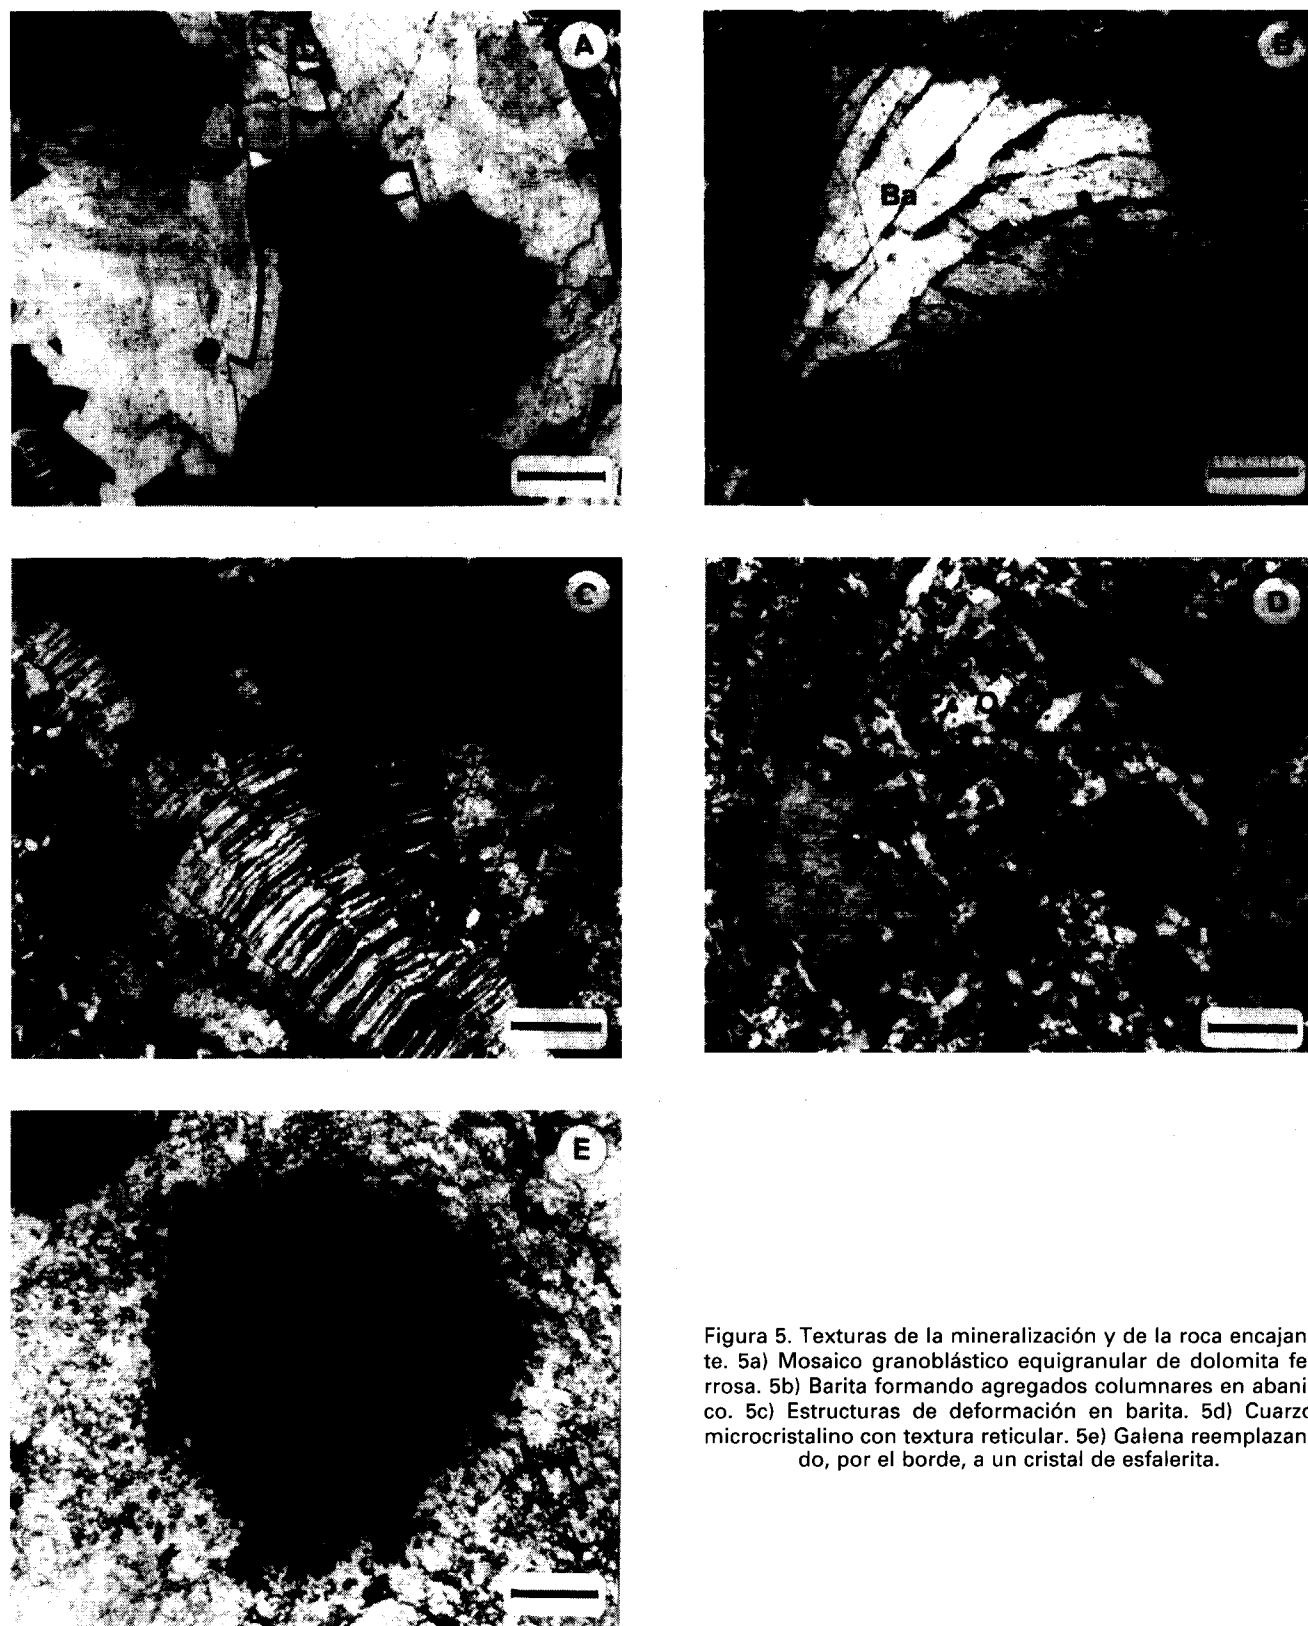 A
B
Ba
C
D
Q
E
Figura 5. Texturas de la mineralización y de la roca encajan-
te. 5a) Mosaico granoblástico equigranular de dolomita fe-
rrosa. 5b) Barita formando agregados columnares en abani-
co. 5c) Estructuras de deformación en barita. 5d) Cuarzo
microcristalino con textura reticular. 5e) Galena reemplazan-
do, por el borde, a un cristal de esfalerita.